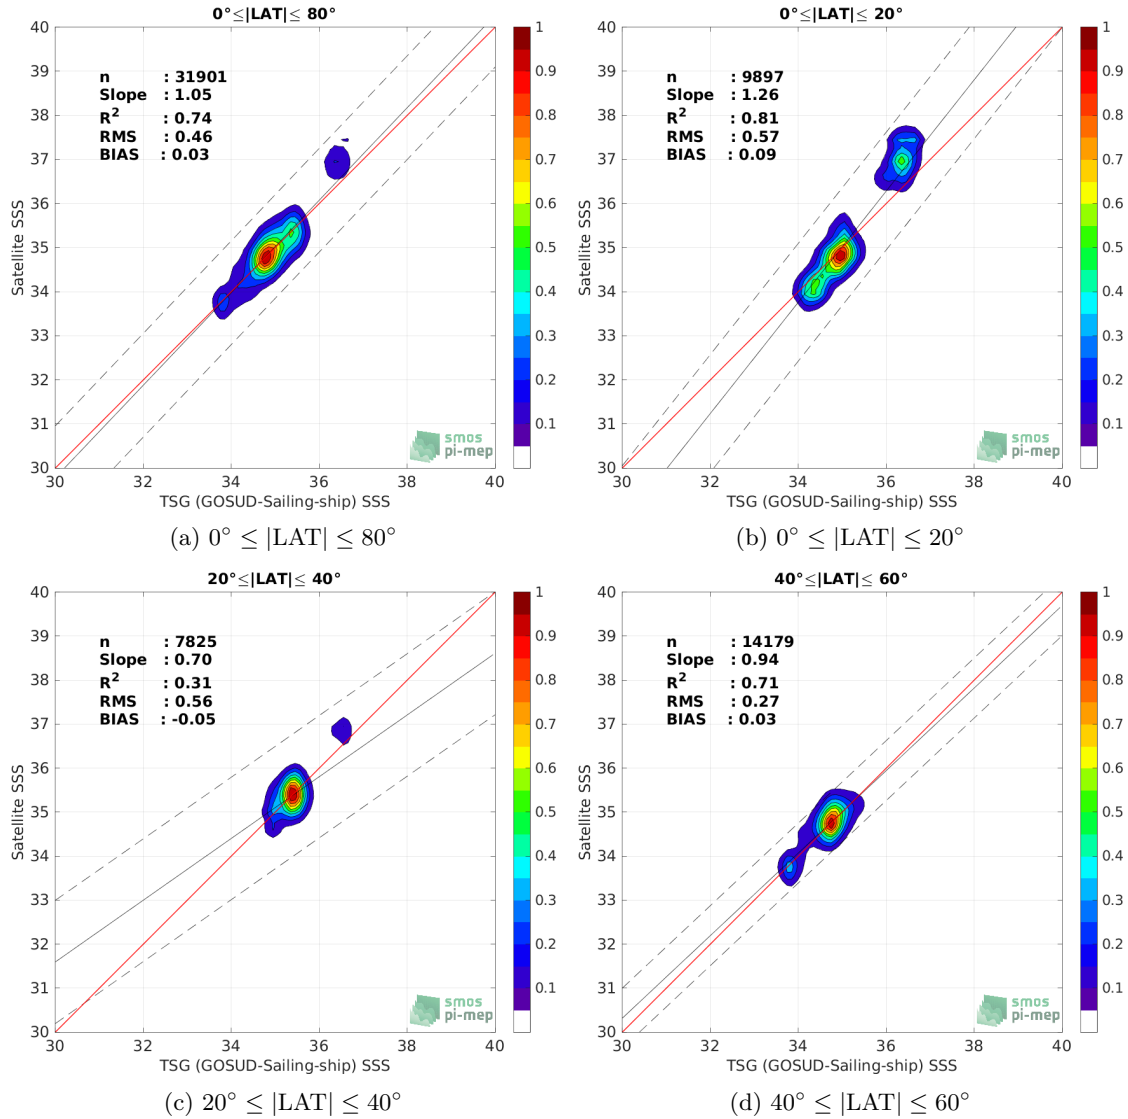 0°≤|LAT|≤ 80°
n : 31901
Slope : 1.05
R² : 0.74
RMS : 0.46
BIAS : 0.03
Satellite SSS
40
39
38
37
36
35
34
33
32
31
30
30 32 34 36 38 40
TSG (GOSUD-Sailing-ship) SSS
smos
pi-mep
1
0.9
0.8
0.7
0.6
0.5
0.4
0.3
0.2
0.1
(a) 0° ≤ |LAT| ≤ 80°
0°≤|LAT|≤ 20°
n : 9897
Slope : 1.26
R² : 0.81
RMS : 0.57
BIAS : 0.09
Satellite SSS
40
39
38
37
36
35
34
33
32
31
30
30 32 34 36 38 40
TSG (GOSUD-Sailing-ship) SSS
smos
pi-mep
1
0.9
0.8
0.7
0.6
0.5
0.4
0.3
0.2
0.1
(b) 0° ≤ |LAT| ≤ 20°
20°≤|LAT|≤ 40°
n : 7825
Slope : 0.70
R² : 0.31
RMS : 0.56
BIAS : -0.05
Satellite SSS
40
39
38
37
36
35
34
33
32
31
30
30 32 34 36 38 40
TSG (GOSUD-Sailing-ship) SSS
smos
pi-mep
1
0.9
0.8
0.7
0.6
0.5
0.4
0.3
0.2
0.1
(c) 20° ≤ |LAT| ≤ 40°
40°≤|LAT|≤ 60°
n : 14179
Slope : 0.94
R² : 0.71
RMS : 0.27
BIAS : 0.03
Satellite SSS
40
39
38
37
36
35
34
33
32
31
30
30 32 34 36 38 40
TSG (GOSUD-Sailing-ship) SSS
smos
pi-mep
1
0.9
0.8
0.7
0.6
0.5
0.4
0.3
0.2
0.1
(d) 40° ≤ |LAT| ≤ 60°